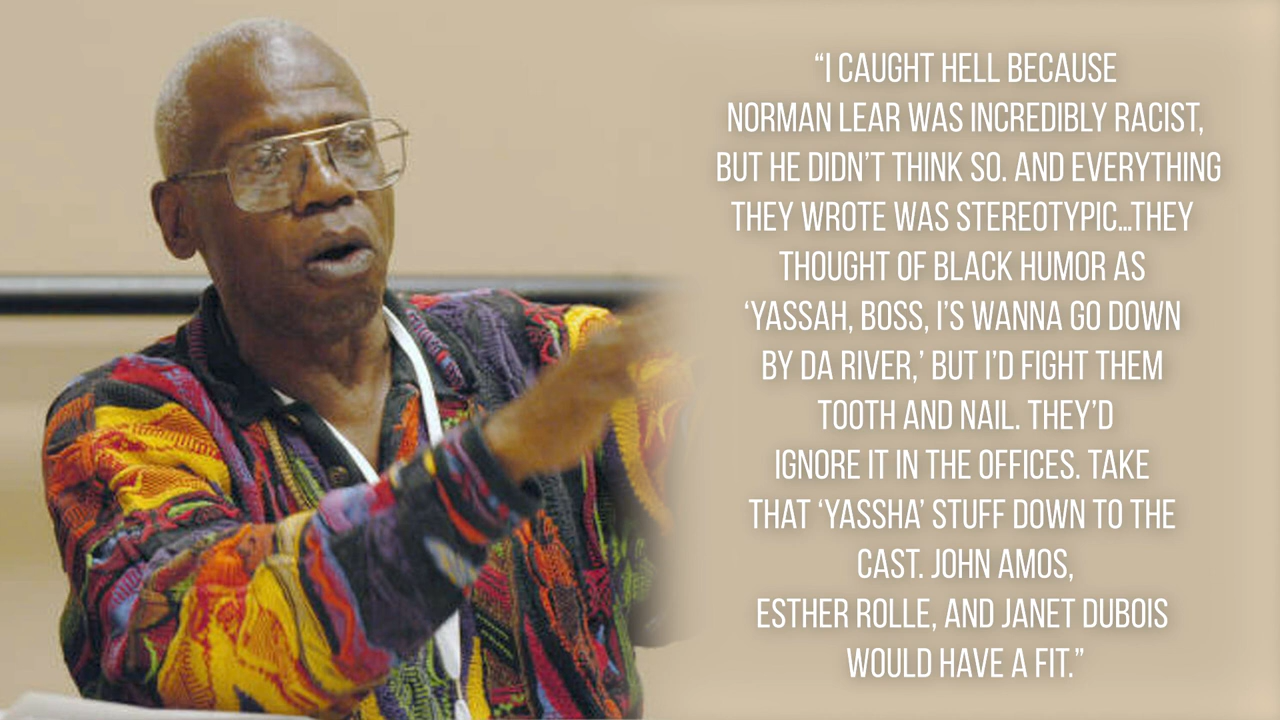 “I CAUGHT HELL BECAUSE
NORMAN LEAR WAS INCREDIBLY RACIST,
BUT HE DIDN’T THINK SO. AND EVERYTHING
THEY WROTE WAS STEREOTYPIC...THEY
THOUGHT OF BLACK HUMOR AS
‘YASSAH, BOSS, I’S WANNA GO DOWN
BY DA RIVER,’ BUT I’D FIGHT THEM
TOOTH AND NAIL. THEY’D
IGNORE IT IN THE OFFICES. TAKE
THAT ‘YASSHA’ STUFF DOWN TO THE
CAST. JOHN AMOS,
ESTHER ROLLE, AND JANET DUBOIS
WOULD HAVE A FIT.”